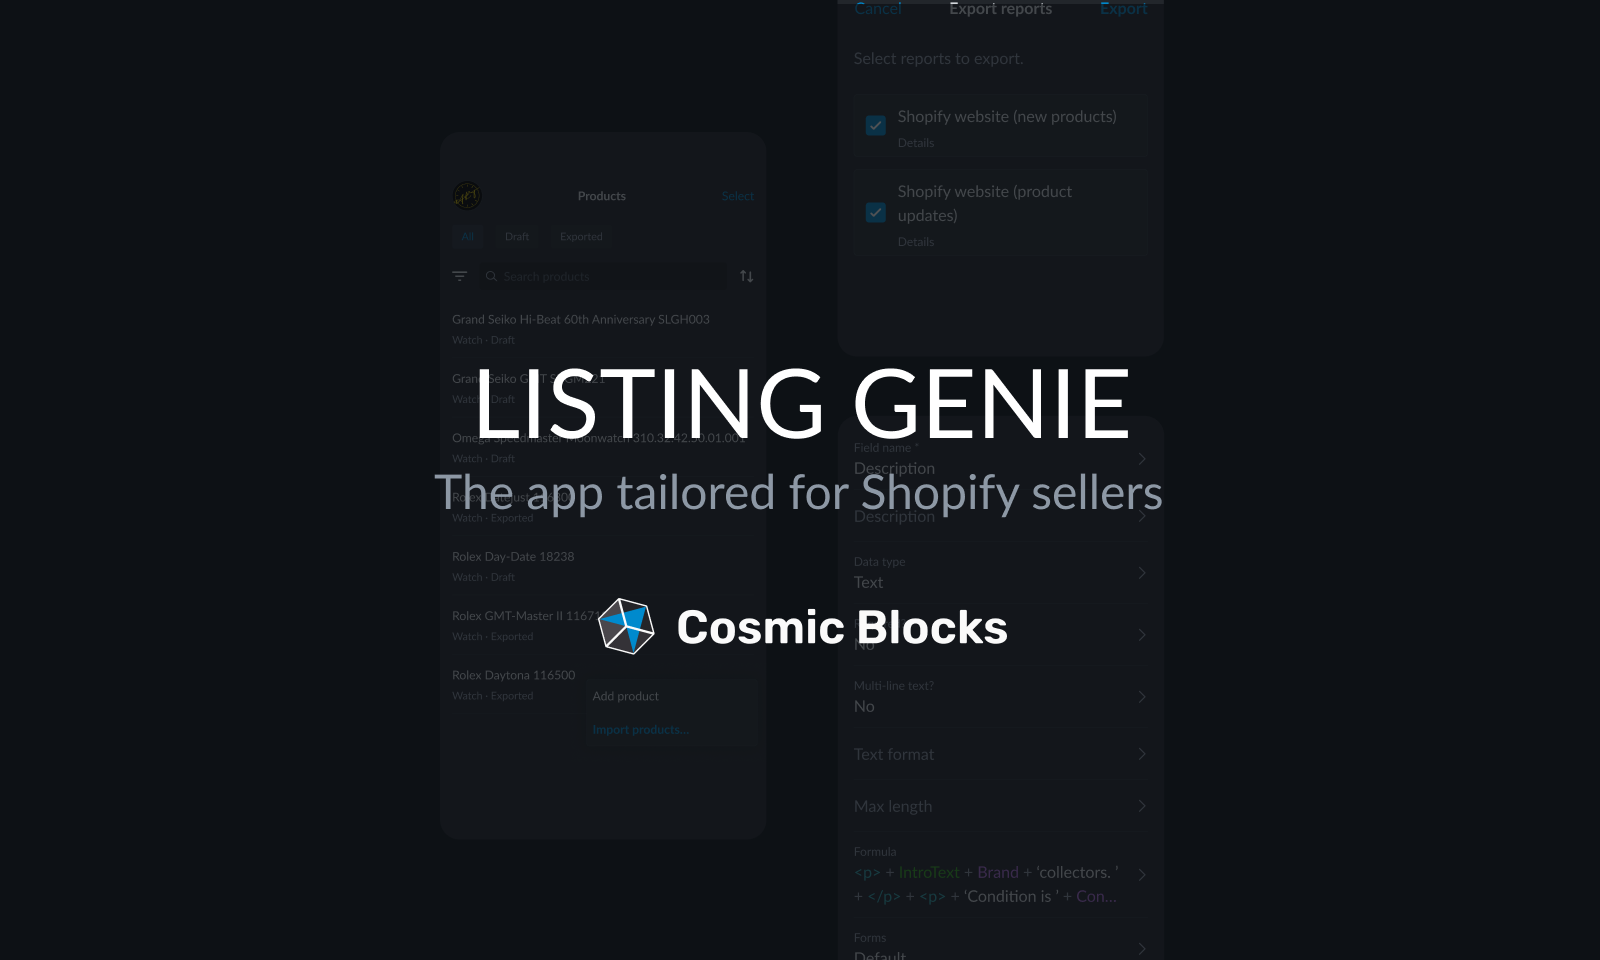 Cancel Export reports Export
Select reports to export.
Shopify website (new products)
Details
Shopify website (product
updates)
Details
Products Select
All Draft Exported
Search products
Grand Seiko Hi-Beat 60th Anniversary SLGH003
Watch · Draft
Grand Seiko GMT
Watch · Draft
Omega Speedmaster Moonwatch 310.32.42.50.01.001
Watch · Draft
Rolex Datejust
Watch · Exported
Rolex Day-Date 18238
Watch · Draft
Rolex GMT-Master II 11671
Watch · Exported
Rolex Daytona 116500
Watch · Exported
Add product
Import products...
LISTING GENIE
The app tailored for Shopify sellers
Cosmic Blocks
Field name *
Description
Description
Data type
Text
No
Multi-line text?
No
Text format
Max length
Formula
<p> + IntroText + Brand + 'collectors. '
+ </p> + <p> + 'Condition is ' + Con...
Forms
Default